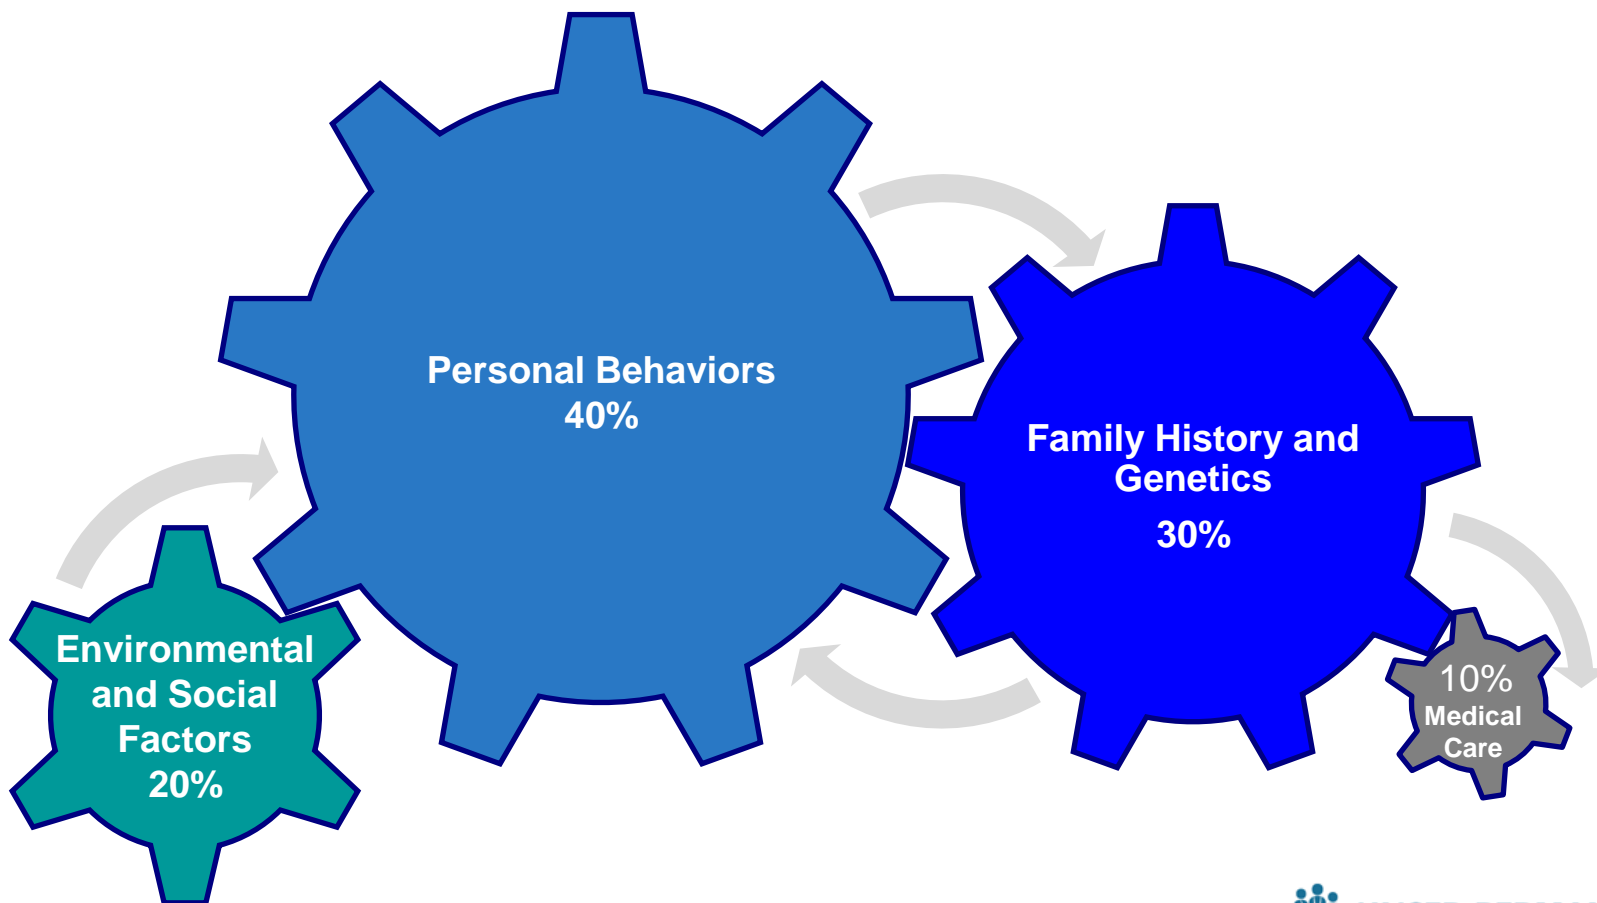 Personal Behaviors
40%
Family History and
Genetics
30%
Environmental
and Social
Factors
20%
10%
Medical
Care